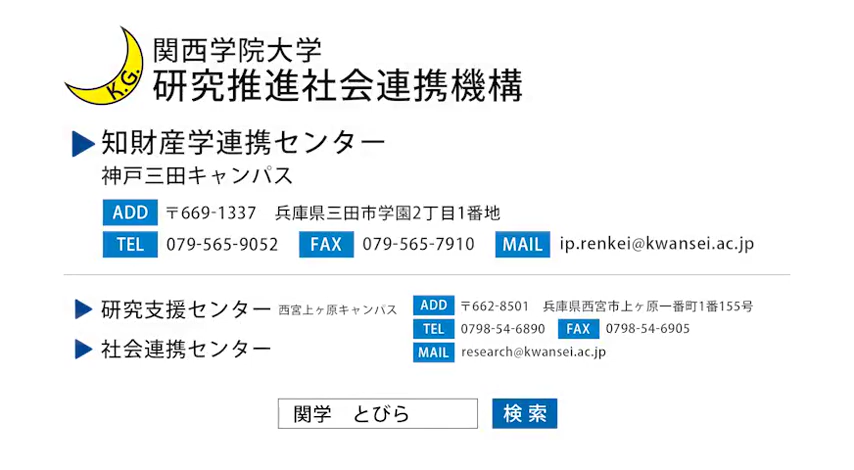 K.G.
関西学院大学
研究推進社会連携機構
知財産学連携センター
神戸三田キャンパス
ADD 〒669-1337 兵庫県三田市学園2丁目1番地
TEL 079-565-9052 FAX 079-565-7910 MAIL ip.renkei@kwansei.ac.jp
研究支援センター 西宮上ヶ原キャンパス
社会連携センター
ADD 〒662-8501 兵庫県西宮市上ヶ原一番町1番155号
TEL 0798-54-6890 FAX 0798-54-6905
MAIL research@kwansei.ac.jp
関学 とびら 検索